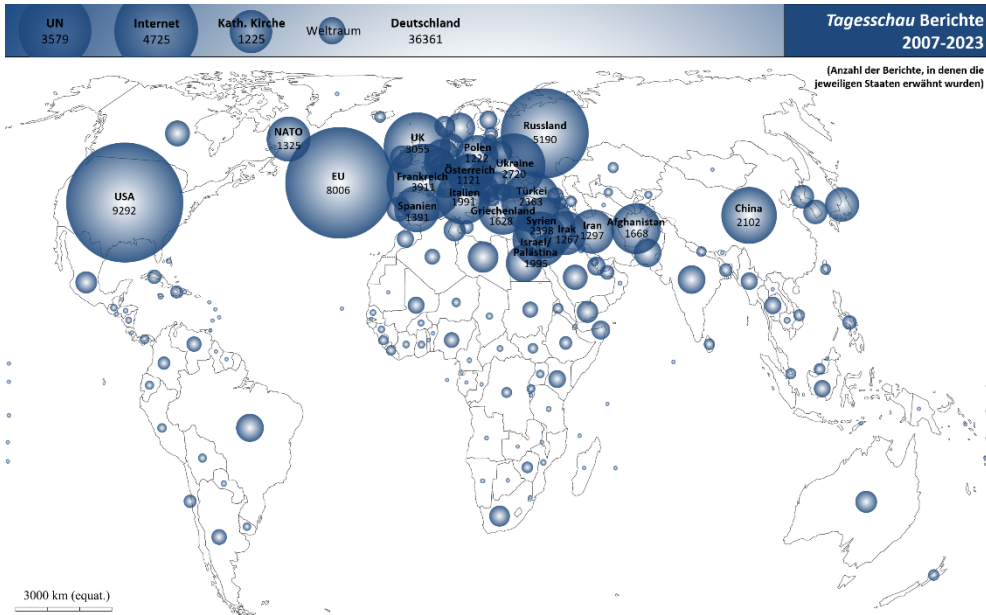 UN
3579
Internet
4725
Kath. Kirche
1225
Weltraum
Deutschland
36361
Tagesschau Berichte
2007-2023
(Anzahl der Berichte, in denen die
jeweiligen Staaten erwähnt wurden)
USA
9292
NATO
1325
EU
8006
UK
3055
Russland
5190
Polen
1222
Ukraine
2720
Österreich
1121
Frankreich
3911
Italien
1991
Türkei
2363
Spanien
1391
Griechenland
1628
Syrien
2398
Irak
1267
Iran
1297
Afghanistan
1668
China
2102
Israel/
Palästina
1995
3000 km (equat.)